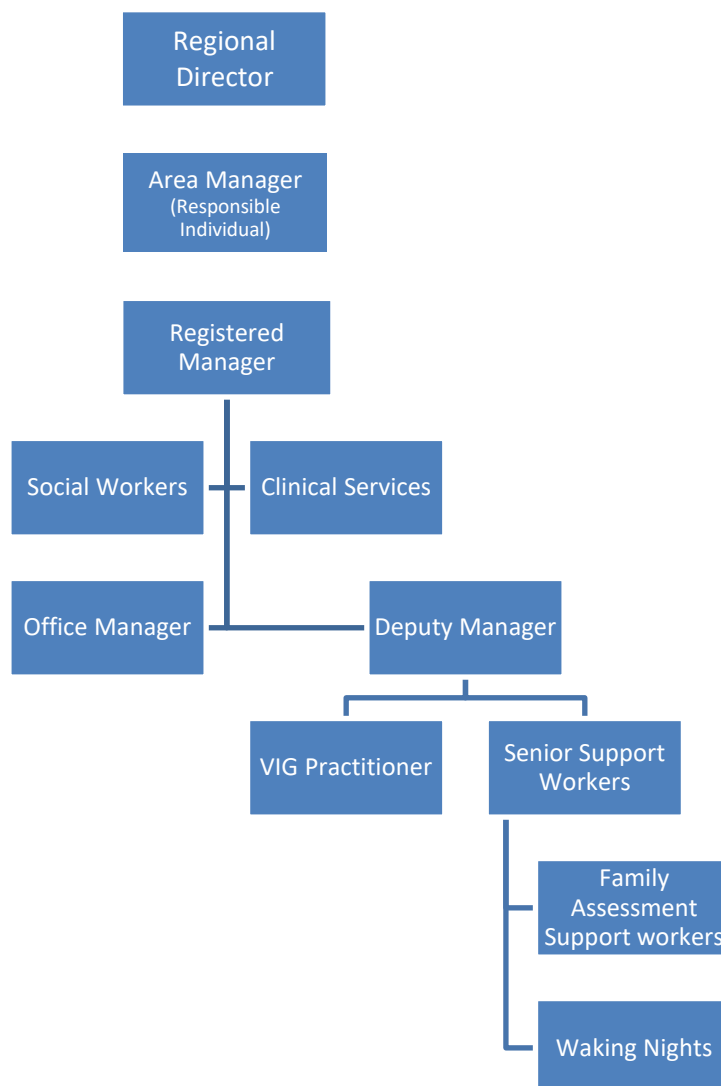 Regional
Director
Area Manager
(Responsible
Individual)
Registered
Manager
Social Workers
Clinical Services
Office Manager
Deputy Manager
VIG Practitioner
Senior Support
Workers
Family
Assessment
Support workers
Waking Nights